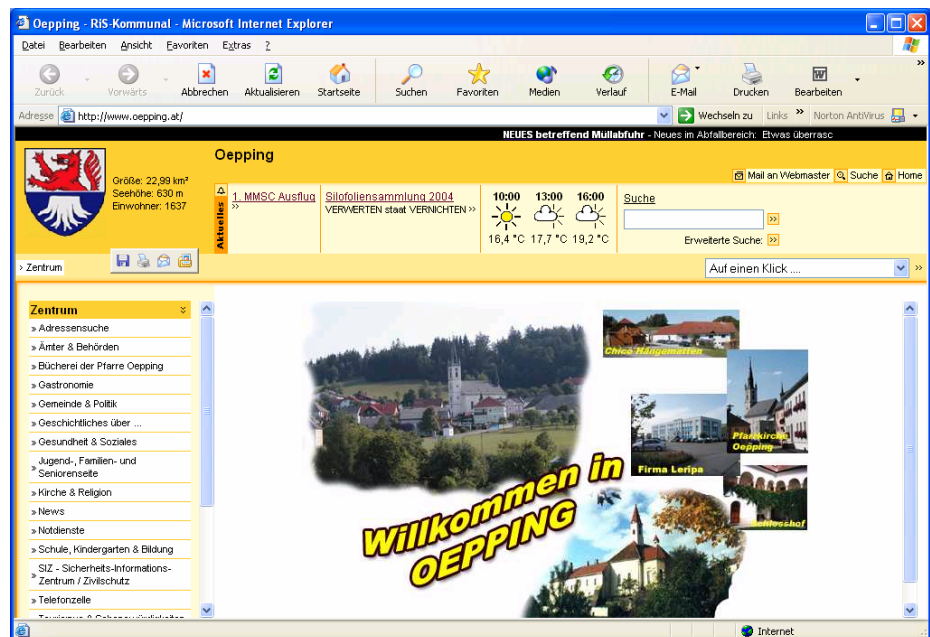 Oepping - RiS-Kommunal - Microsoft Internet Explorer
Datei Bearbeiten Ansicht Favoriten Extras ?
Zurück Vorwärts Abbrechen Aktualisieren Startseite Suchen Favoriten Medien Verlauf E-Mail Drucken Bearbeiten »
Adresse http://www.oepping.at/ Wechseln zu Links » Norton AntiVirus
NEUES betreffend Müllabfuhr - Neues im Abfallbereich: Etwas überrasc
Oepping
Mail an Webmaster Suche Home
Größe: 22,99 km²
Seehöhe: 630 m
Einwohner: 1637
Aktuelles
1. MMSC Ausflug
»
Silofoliensammlung 2004
VERWERTEN staat VERNICHTEN »
10:00 13:00 16:00
16,4 °C 17,7 °C 19,2 °C
Suche
»
Erweiterte Suche: »
› Zentrum
Auf einen Klick .... »
Zentrum
» Adressensuche
» Ämter & Behörden
» Bücherei der Pfarre Oepping
» Gastronomie
» Gemeinde & Politik
» Geschichtliches über ...
» Gesundheit & Soziales
» Jugend-, Familien- und
Seniorenseite
» Kirche & Religion
» News
» Notdienste
» Schule, Kindergarten & Bildung
» SIZ - Sicherheits-Informations-
Zentrum / Zivilschutz
» Telefonzelle
Chico Hängematten
Pfarrkirche
Oepping
Firma Leripa
Schlosshof
Willkommen in
OEPPING
Internet